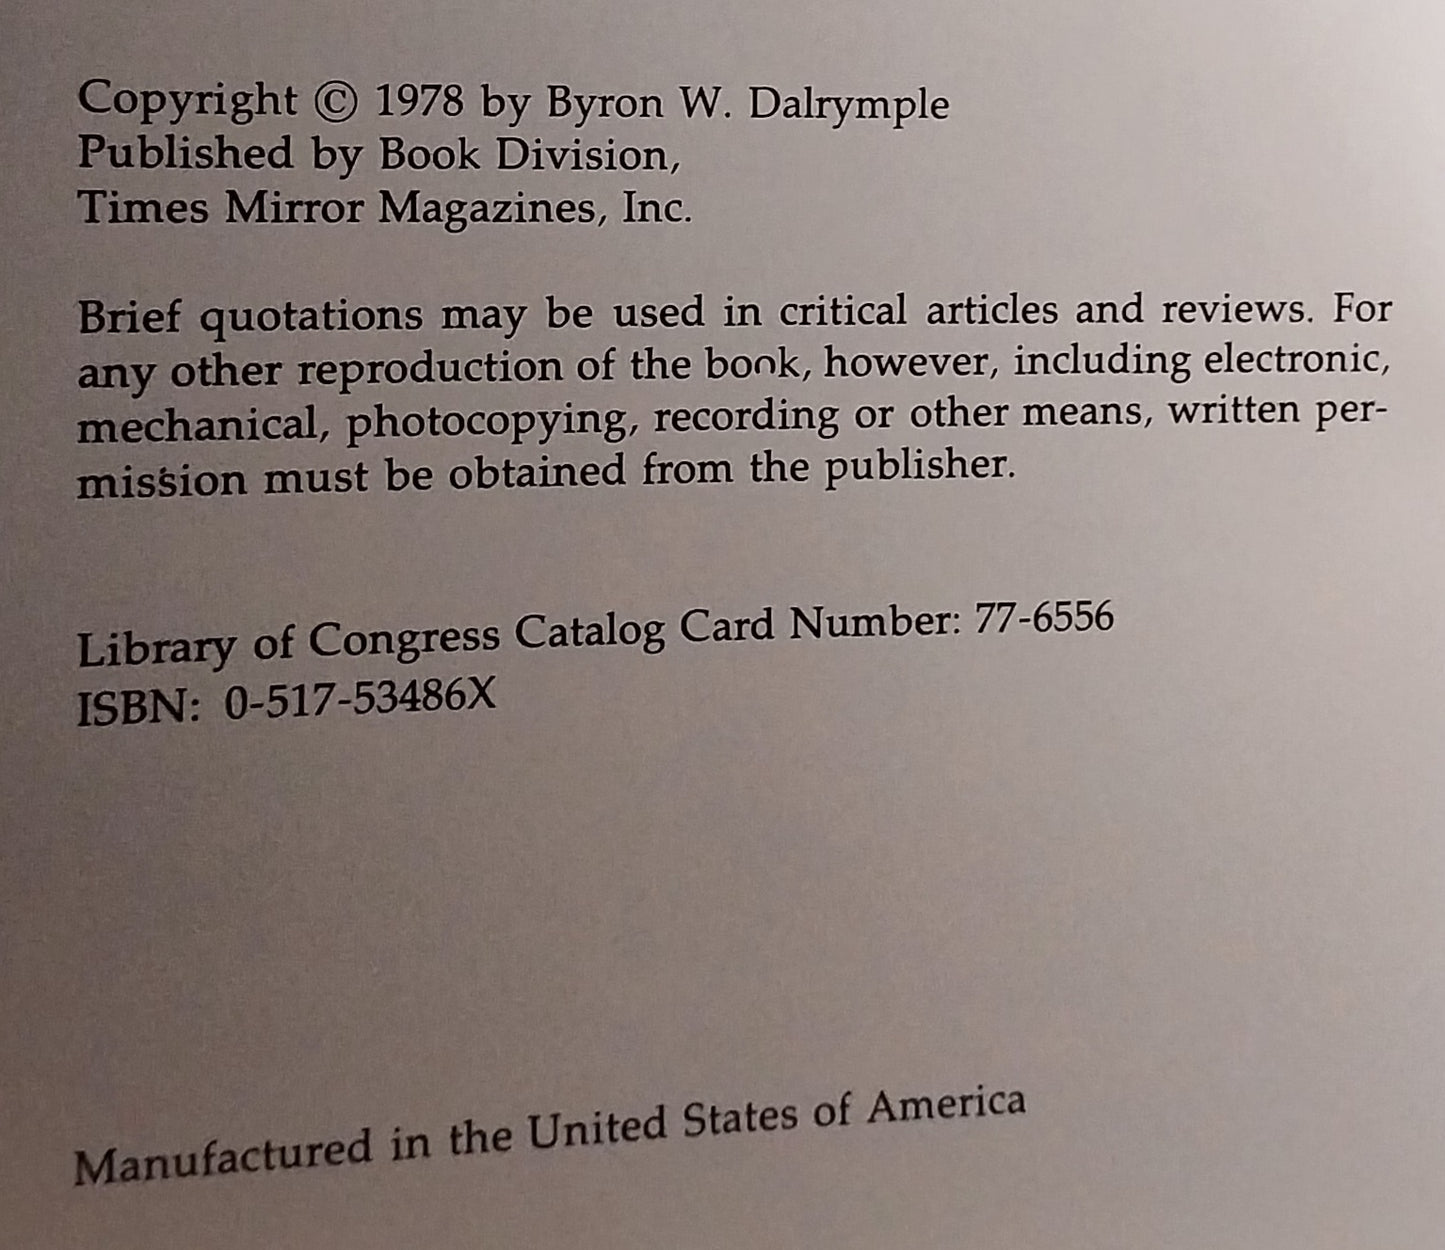 Copyright © 1978 by Byron W. Dalrymple
Published by Book Division,
Times Mirror Magazines, Inc.
Brief quotations may be used in critical articles and reviews. For
any other reproduction of the book, however, including electronic,
mechanical, photocopying, recording or other means, written per-
mission must be obtained from the publisher.
Library of Congress Catalog Card Number: 77-6556
ISBN: 0-517-53486X
Manufactured in the United States of America